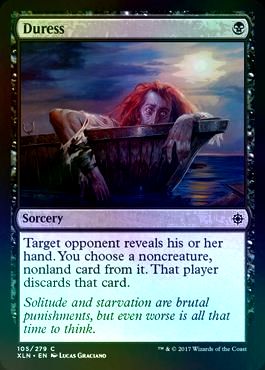 Duress
Sorcery
Target opponent reveals his or her
hand. You choose a noncreature,
nonland card from it. That player
discards that card.
Solitude and starvation are brutal
punishments, but even worse is all that
time to think.
105/279 C
XLN • EN LUCAS GRACIANO
™ & © 2017 Wizards of the Coast